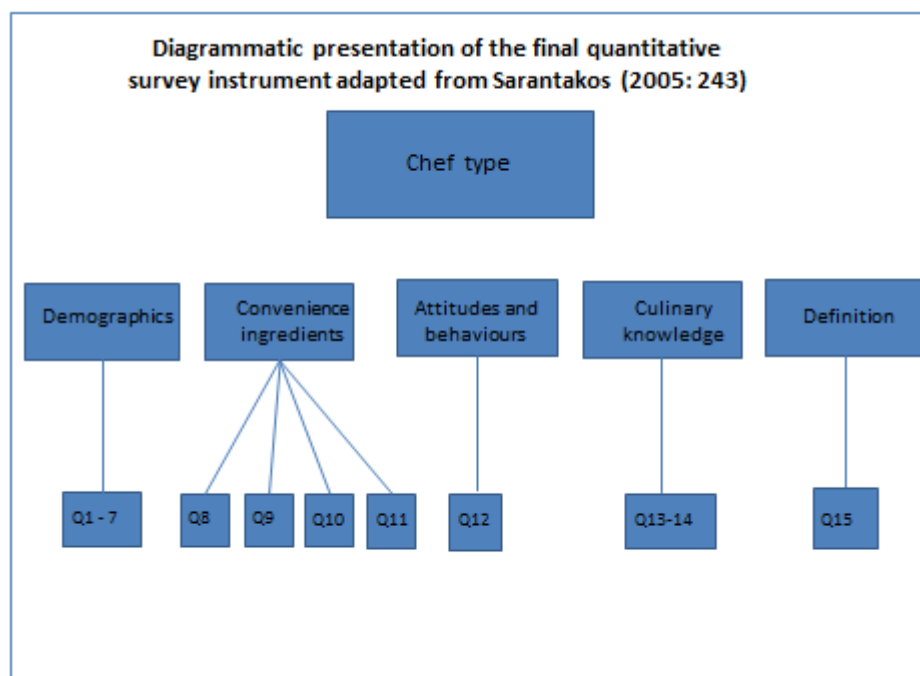 Diagrammatic presentation of the final quantitative
survey instrument adapted from Sarantakos (2005: 243)
Chef type
Demographics
Convenience
ingredients
Attitudes and
behaviours
Culinary
knowledge
Definition
Q1 - 7
Q8
Q9
Q10
Q11
Q12
Q13-14
Q15